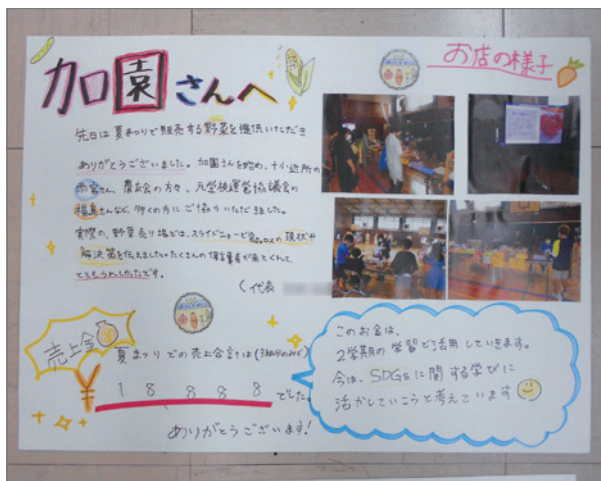 加園さんへ
先日は夏まつりで販売する野菜を提供いただき
ありがとうございました。加園さんを始め、十小近所の
さん、農友会の方々、元学校運営協議会の
福島さんなど、多くの方にご協力いただきました。
実際の、野菜売り場では、スライドショーで の現状や
解決策を伝えました。たくさんの保護者が来てくれて、
とてもうれしかったです。
代表
お店の様子
売上金
夏まつりでの売上合計は
¥18888
でした。
ありがとうございます!
このお金は、
2学期の学習で活用していきます。
今は、SDGsに関する学びに
活かしていこうと考えています